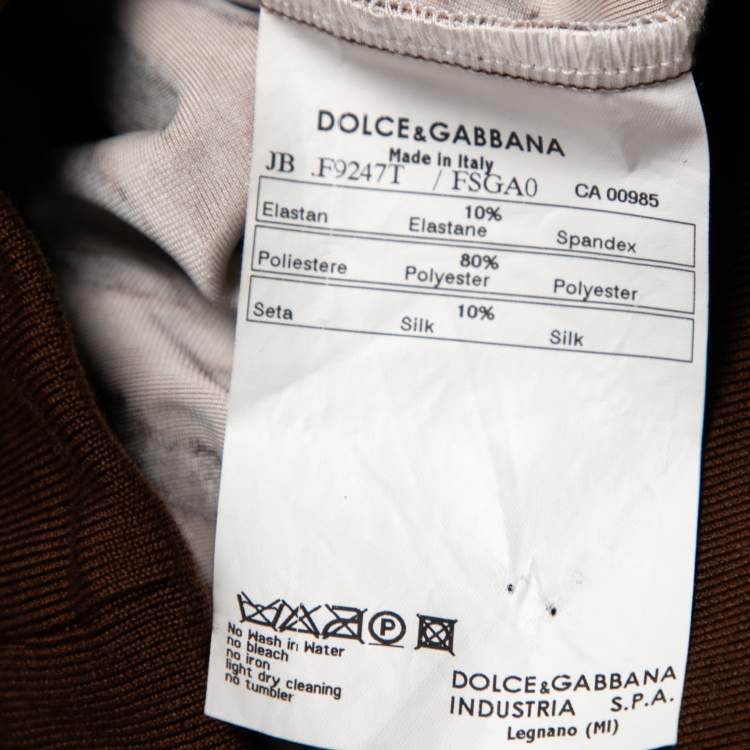 DOLCE&GABBANA
Made in Italy
JB .F9247T / FSGA0 CA 00985
10%
Elastan Elastane Spandex
80%
Poliestere Polyester Polyester
10%
Seta Silk Silk
P
No Wash in Water
no bleach
no iron
light dry cleaning
no tumbler
DOLCE&GABBANA
INDUSTRIA S.P.A.
Legnano (MI)